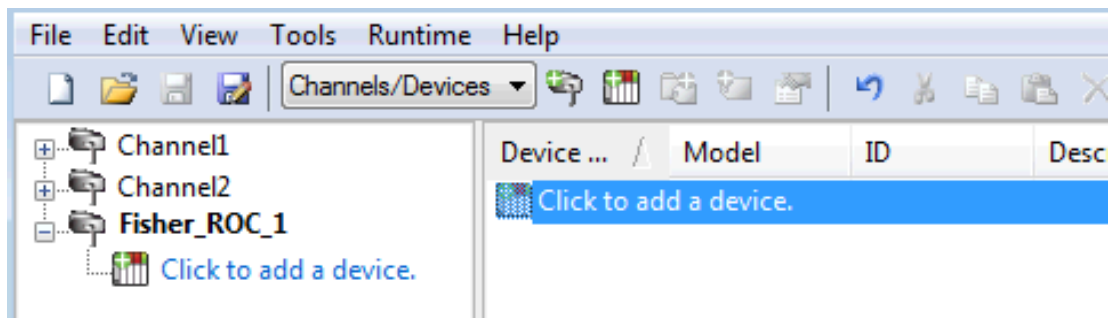 File Edit View Tools Runtime Help
Channels/Devices
Channel1
Channel2
Fisher_ROC_1
Click to add a device.
Device ... Model ID Desc
Click to add a device.